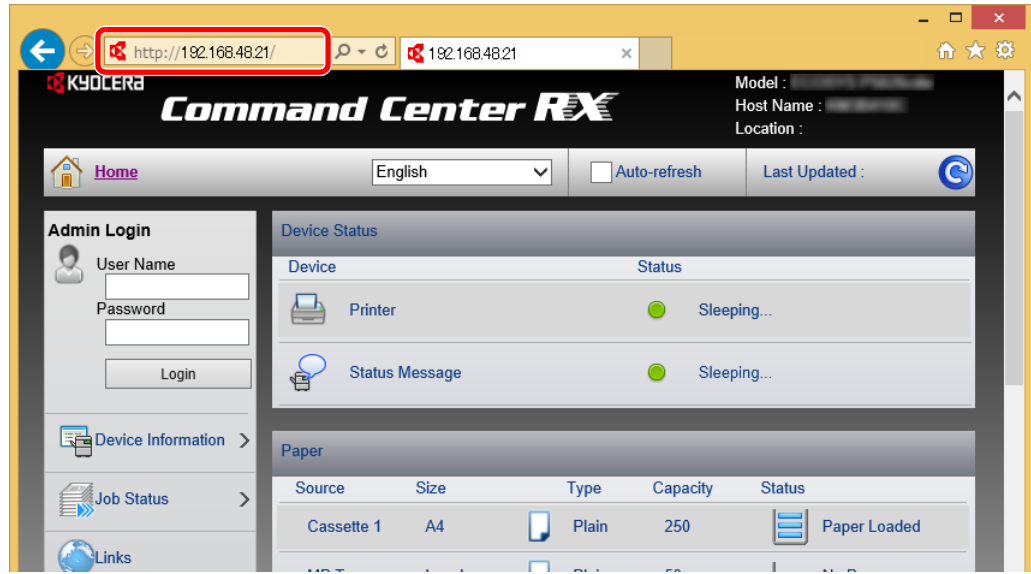 http://192.168.48.21/
192.168.48.21
KYOCERA
Command Center RX
Model :
Host Name :
Location :
Home
English
Auto-refresh
Last Updated :
Admin Login
User Name
Password
Login
Device Information
Job Status
Links
Device Status
Device Status
Printer Sleeping...
Status Message Sleeping...
Paper
Source Size Type Capacity Status
Cassette 1 A4 Plain 250 Paper Loaded